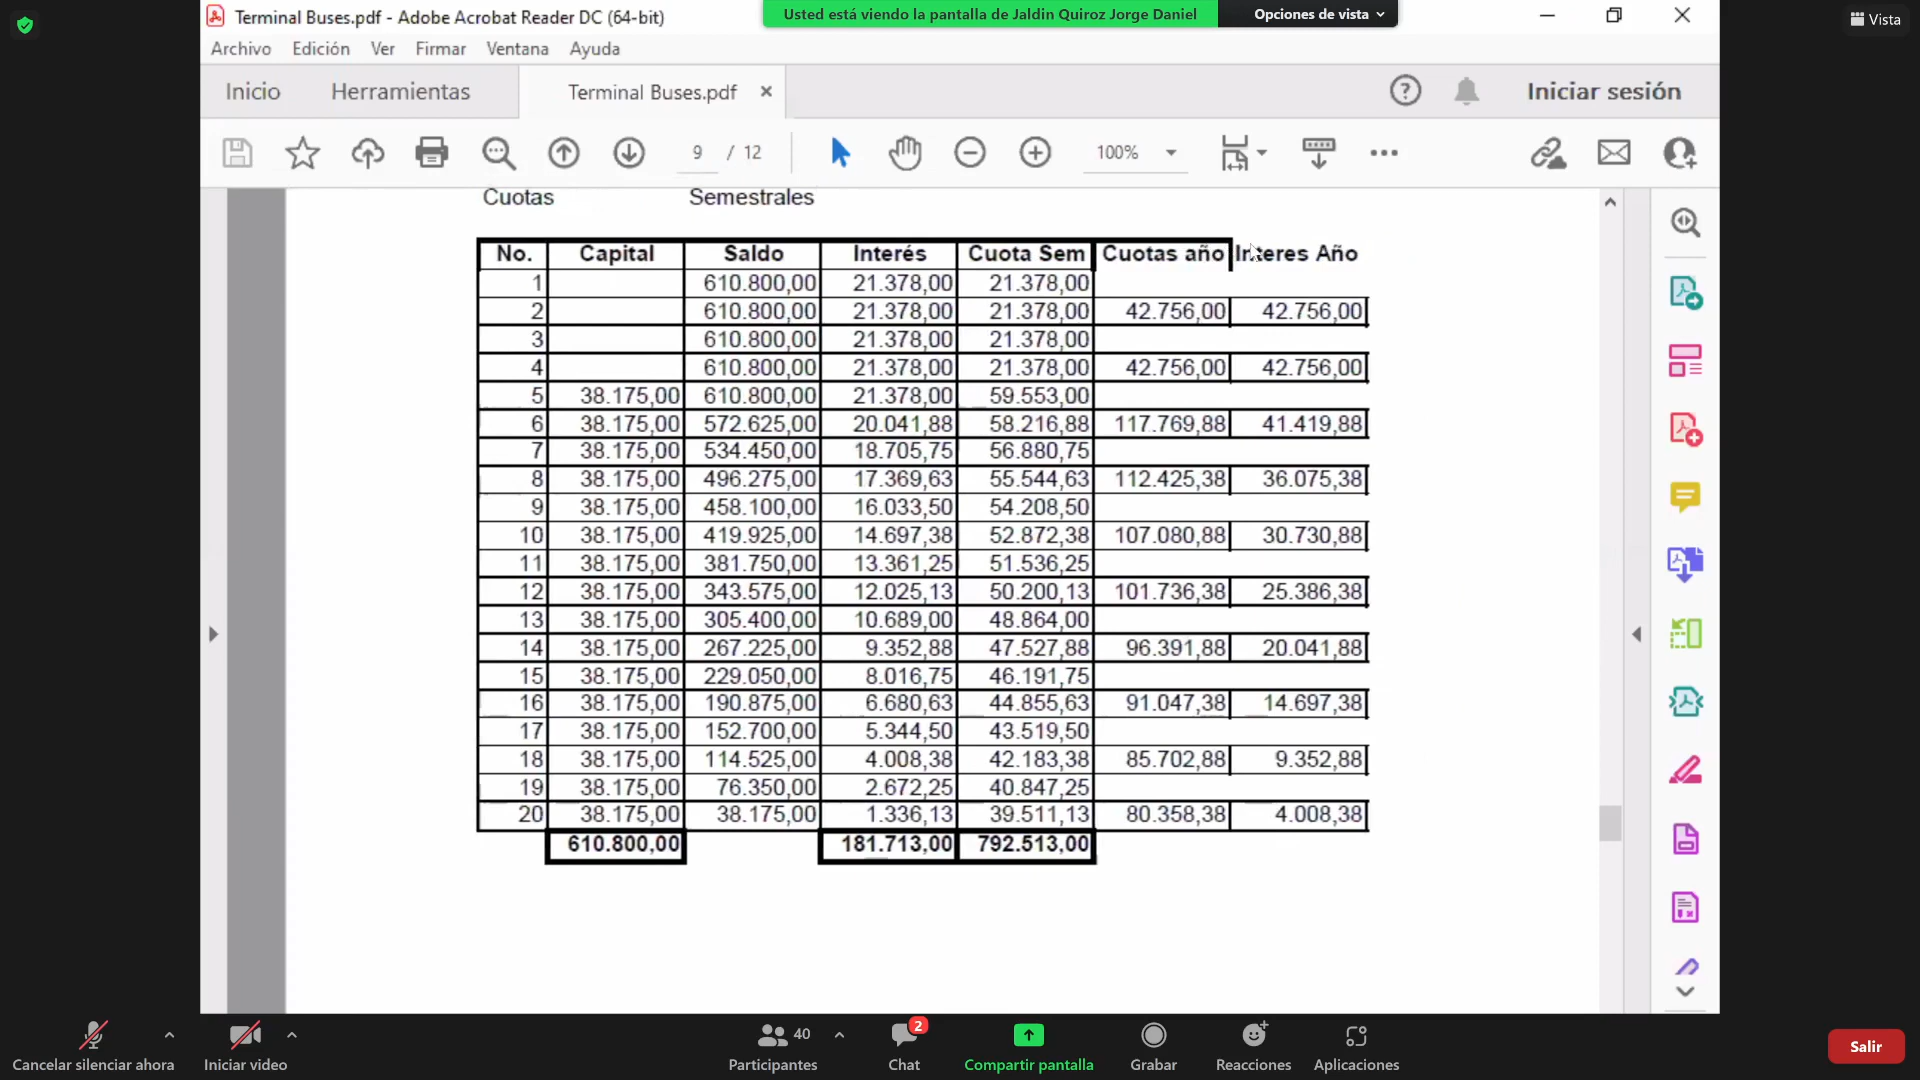 Terminal Buses.pdf - Adobe Acrobat Reader DC (64-bit)
Usted está viendo la pantalla de Jaldin Quiroz Jorge Daniel
Opciones de vista
Vista
Archivo Edición Ver Firmar Ventana Ayuda
Inicio Herramientas Terminal Buses.pdf Iniciar sesión
9 / 12 100%
Cuotas Semestrales
No. Capital Saldo Interés Cuota Sem Cuotas año Interes Año
1 610.800,00 21.378,00 21.378,00
2 610.800,00 21.378,00 21.378,00 42.756,00 42.756,00
3 610.800,00 21.378,00 21.378,00
4 610.800,00 21.378,00 21.378,00 42.756,00 42.756,00
5 38.175,00 610.800,00 21.378,00 59.553,00
6 38.175,00 572.625,00 20.041,88 58.216,88 117.769,88 41.419,88
7 38.175,00 534.450,00 18.705,75 56.880,75
8 38.175,00 496.275,00 17.369,63 55.544,63 112.425,38 36.075,38
9 38.175,00 458.100,00 16.033,50 54.208,50
10 38.175,00 419.925,00 14.697,38 52.872,38 107.080,88 30.730,88
11 38.175,00 381.750,00 13.361,25 51.536,25
12 38.175,00 343.575,00 12.025,13 50.200,13 101.736,38 25.386,38
13 38.175,00 305.400,00 10.689,00 48.864,00
14 38.175,00 267.225,00 9.352,88 47.527,88 96.391,88 20.041,88
15 38.175,00 229.050,00 8.016,75 46.191,75
16 38.175,00 190.875,00 6.680,63 44.855,63 91.047,38 14.697,38
17 38.175,00 152.700,00 5.344,50 43.519,50
18 38.175,00 114.525,00 4.008,38 42.183,38 85.702,88 9.352,88
19 38.175,00 76.350,00 2.672,25 40.847,25
20 38.175,00 38.175,00 1.336,13 39.511,13 80.358,38 4.008,38
610.800,00 181.713,00 792.513,00
40 2
Cancelar silenciar ahora Iniciar video Participantes Chat Compartir pantalla Grabar Reacciones Aplicaciones Salir